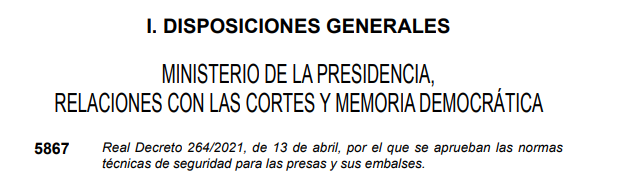 I. DISPOSICIONES GENERALES
MINISTERIO DE LA PRESIDENCIA,
RELACIONES CON LAS CORTES Y MEMORIA DEMOCRÁTICA
5867 Real Decreto 264/2021, de 13 de abril, por el que se aprueban las normas
técnicas de seguridad para las presas y sus embalses.